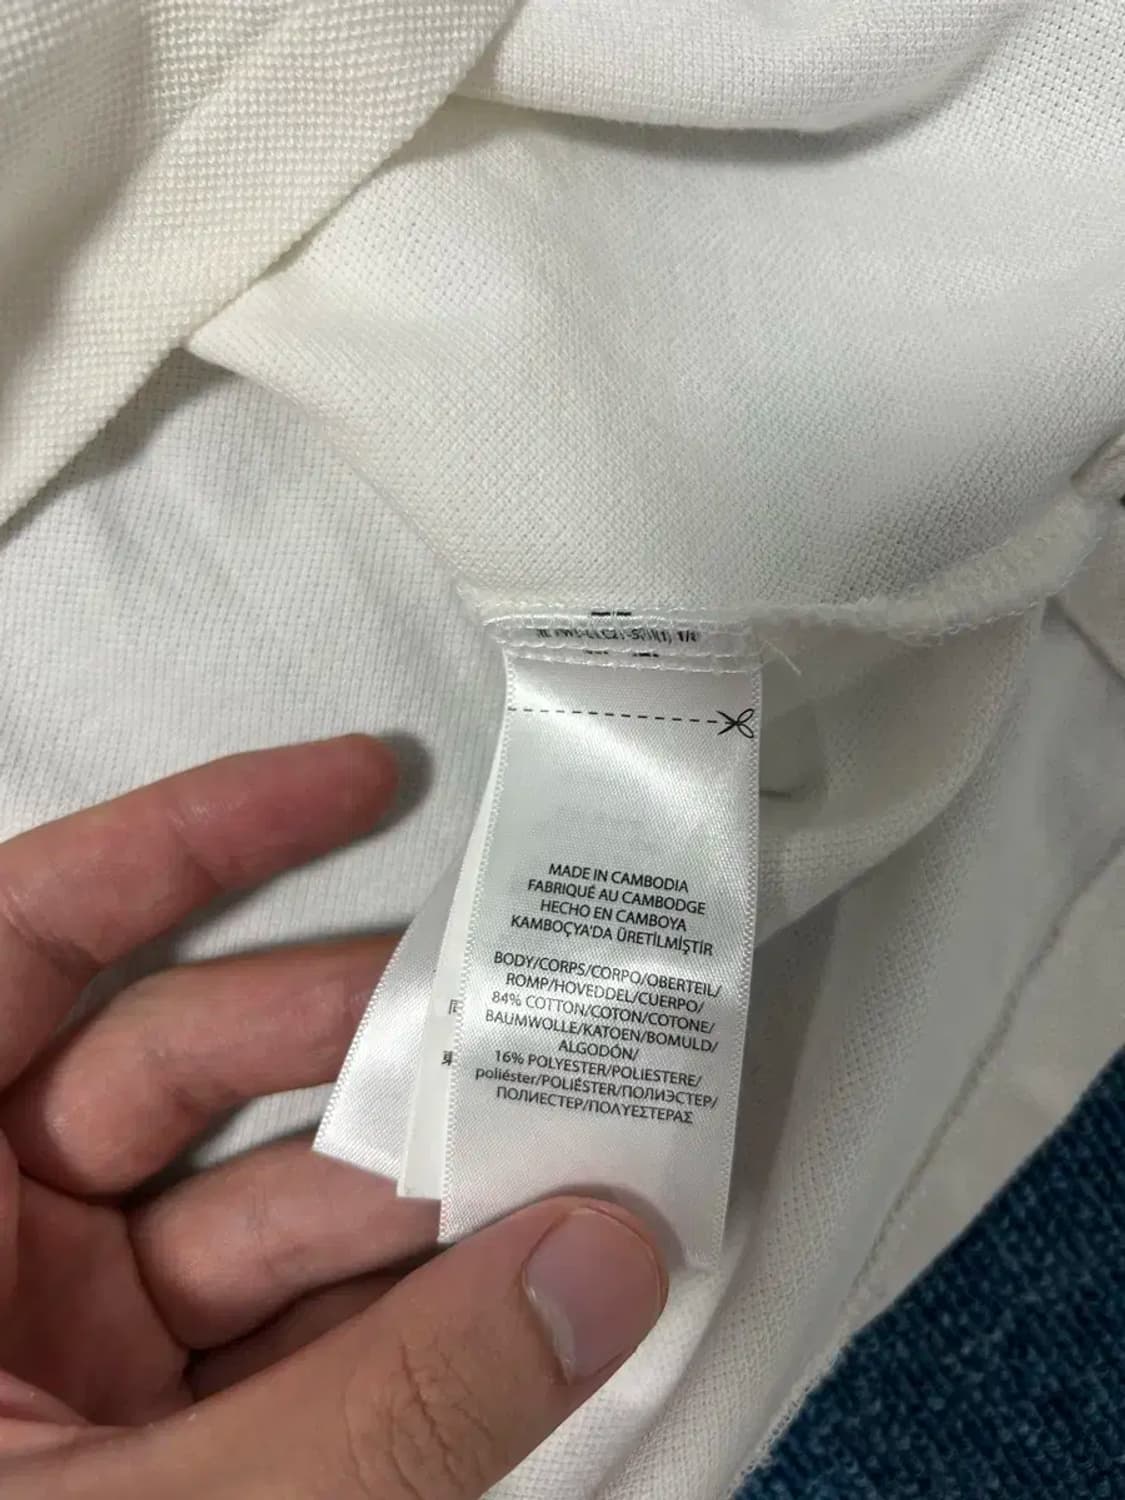 MADE IN CAMBODIA
FABRIQUÉ AU CAMBODGE
HECHO EN CAMBOYA
KAMBOÇYA'DA ÜRETİLMİŞTİR
BODY/CORPS/CORPO/OBERTEIL/
ROMP/HOVEDDEL/CUERPO/
84% COTTON/COTON/COTONE/
BAUMWOLLE/KATOEN/BOMULD/
ALGODÓN/
16% POLYESTER/POLIESTERE/
poliéster/POLIÉSTER/ПОЛИЭСТЕР/
ПОЛИЕСТЕР/ΠΟΛΥΕΣΤΕΡΑΣ